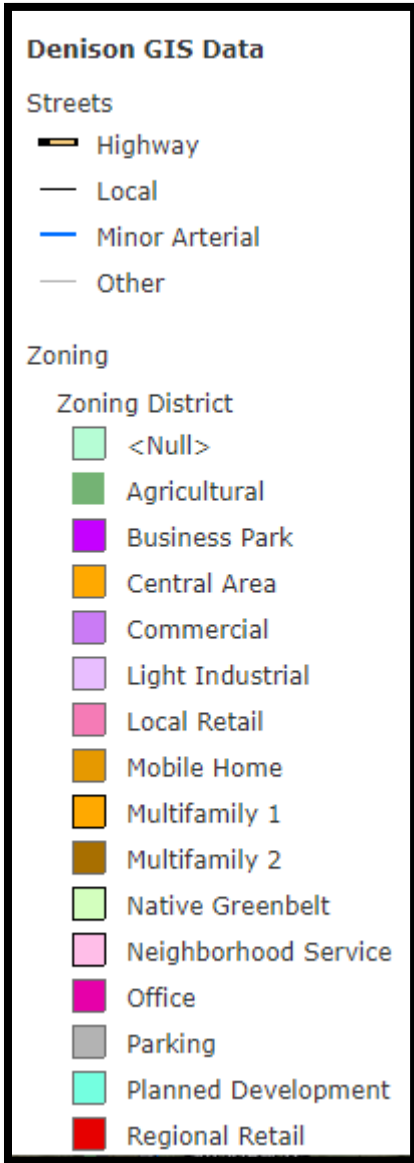 Denison GIS Data
Streets
Highway
Local
Minor Arterial
Other
Zoning
Zoning District
<Null>
Agricultural
Business Park
Central Area
Commercial
Light Industrial
Local Retail
Mobile Home
Multifamily 1
Multifamily 2
Native Greenbelt
Neighborhood Service
Office
Parking
Planned Development
Regional Retail